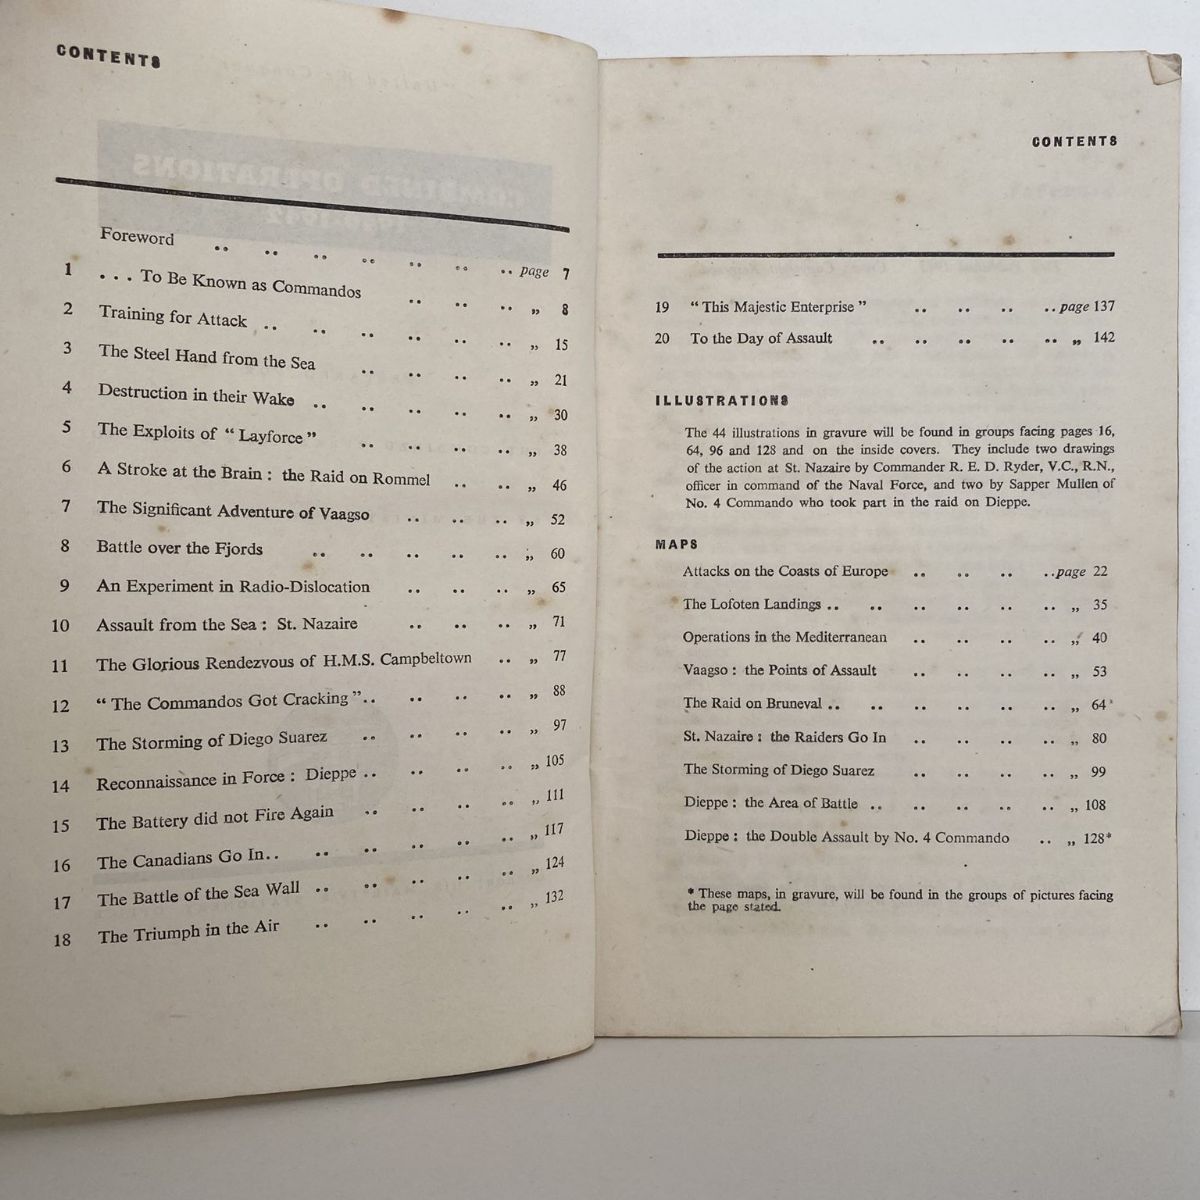 CONTENTS
Foreword .. .. .. .. .. .. .. page 7
1 ... To Be Known as Commandos .. .. .. „ 8
2 Training for Attack .. .. .. .. .. .. „ 15
3 The Steel Hand from the Sea .. .. .. .. „ 21
4 Destruction in their Wake .. .. .. .. .. „ 30
5 The Exploits of “ Layforce ” .. .. .. .. „ 38
6 A Stroke at the Brain : the Raid on Rommel .. .. „ 46
7 The Significant Adventure of Vaagso .. .. .. „ 52
8 Battle over the Fjords .. .. .. .. .. „ 60
9 An Experiment in Radio-Dislocation .. .. .. „ 65
10 Assault from the Sea : St. Nazaire .. .. .. „ 71
11 The Glorious Rendezvous of H.M.S. Campbeltown .. „ 77
12 “ The Commandos Got Cracking ”.. .. .. .. „ 88
13 The Storming of Diego Suarez .. .. .. .. „ 97
14 Reconnaissance in Force : Dieppe .. .. .. .. „ 105
15 The Battery did not Fire Again .. .. .. .. „ 111
16 The Canadians Go In.. .. .. .. .. .. „ 117
17 The Battle of the Sea Wall .. .. .. .. .. „ 124
18 The Triumph in the Air .. .. .. .. .. „ 132
CONTENTS
19 “ This Majestic Enterprise ” .. .. .. .. page 137
20 To the Day of Assault .. .. .. .. .. „ 142
ILLUSTRATIONS
The 44 illustrations in gravure will be found in groups facing pages 16,
64, 96 and 128 and on the inside covers. They include two drawings
of the action at St. Nazaire by Commander R. E. D. Ryder, V.C., R.N.,
officer in command of the Naval Force, and two by Sapper Mullen of
No. 4 Commando who took part in the raid on Dieppe.
MAPS
Attacks on the Coasts of Europe .. .. .. .. page 22
The Lofoten Landings .. .. .. .. .. „ 35
Operations in the Mediterranean .. .. .. .. „ 40
Vaagso : the Points of Assault .. .. .. .. „ 53
The Raid on Bruneval .. .. .. .. .. „ 64*
St. Nazaire : the Raiders Go In .. .. .. .. „ 80
The Storming of Diego Suarez .. .. .. .. „ 99
Dieppe : the Area of Battle .. .. .. .. .. „ 108
Dieppe : the Double Assault by No. 4 Commando .. „ 128*
* These maps, in gravure, will be found in the groups of pictures facing
the page stated.